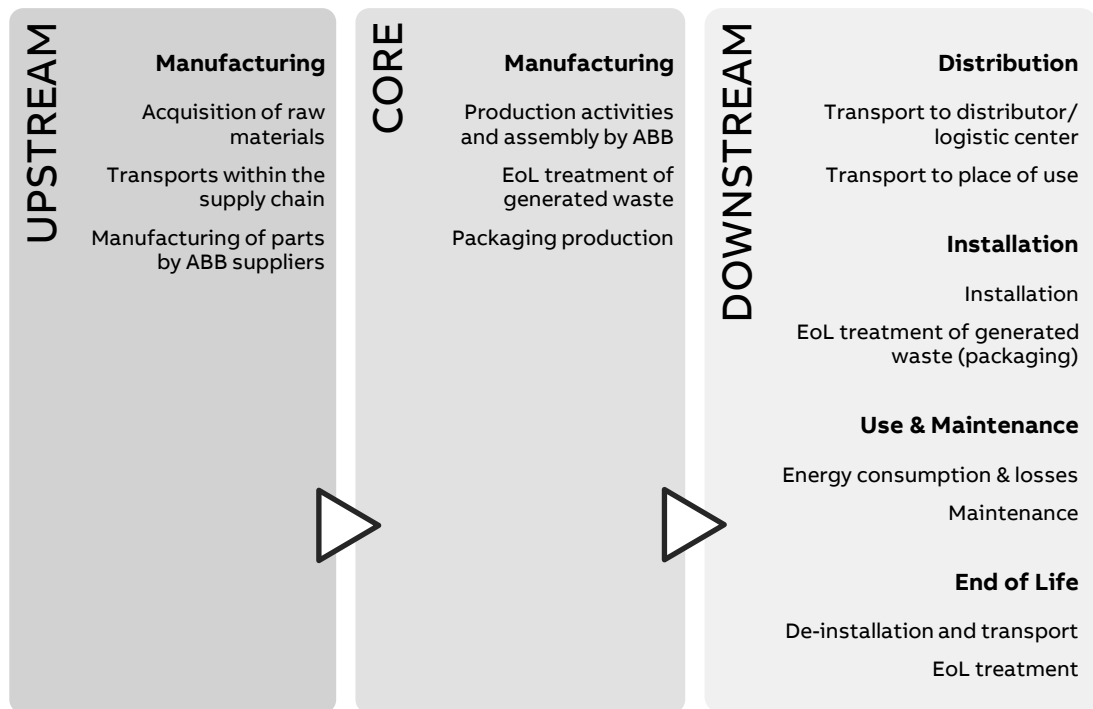 UPSTREAM
Manufacturing
Acquisition of raw
materials
Transports within the
supply chain
Manufacturing of parts
by ABB suppliers
CORE
Manufacturing
Production activities
and assembly by ABB
EoL treatment of
generated waste
Packaging production
DOWNSTREAM
Distribution
Transport to distributor/
logistic center
Transport to place of use
Installation
Installation
EoL treatment of generated
waste (packaging)
Use & Maintenance
Energy consumption & losses
Maintenance
End of Life
De-installation and transport
EoL treatment